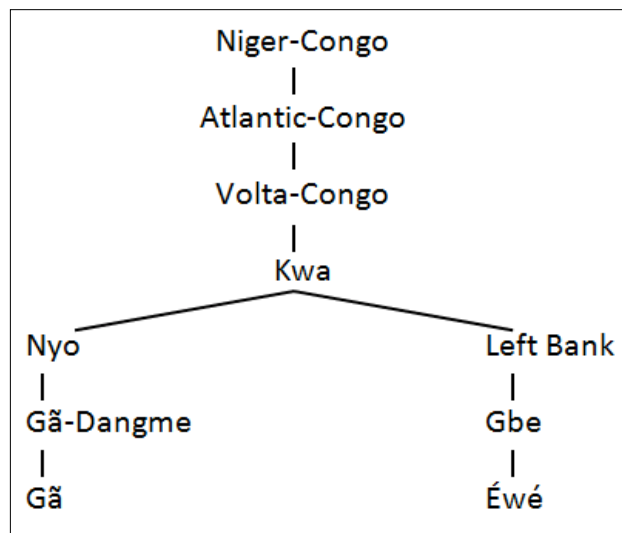 Niger-Congo
Atlantic-Congo
Volta-Congo
Kwa
Nyo Left Bank
Gã-Dangme Gbe
Gã Éwé